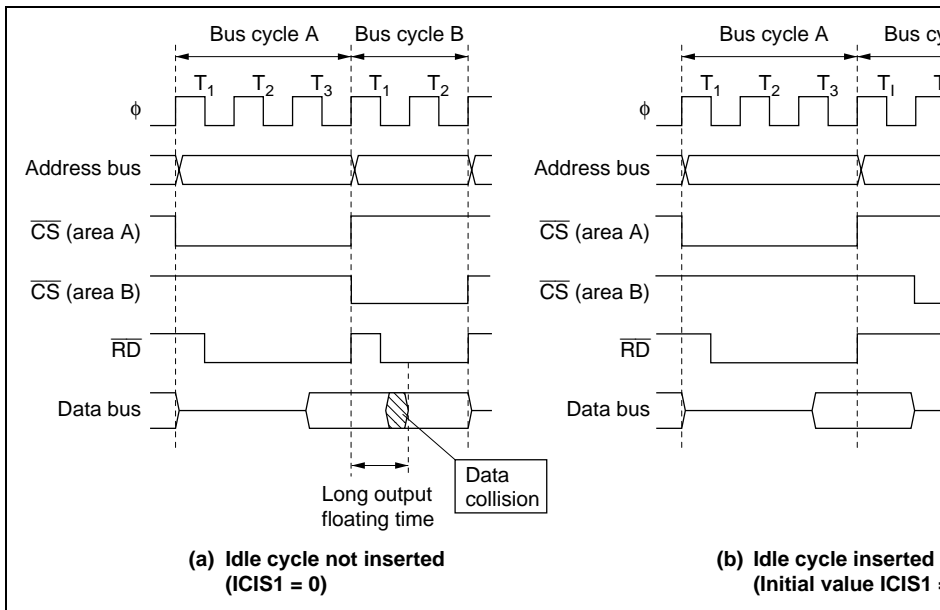 Bus cycle A
Bus cycle B
T1 T2 T3 T1 T2
φ
Address bus
CS (area A)
CS (area B)
RD
Data bus
Long output
floating time
Data
collision
(a) Idle cycle not inserted
(ICIS1 = 0)
Bus cycle A
Bus
T1 T2 T3 TI
φ
Address bus
CS (area A)
CS (area B)
RD
Data bus
(b) Idle cycle inserted
(Initial value ICIS1 =